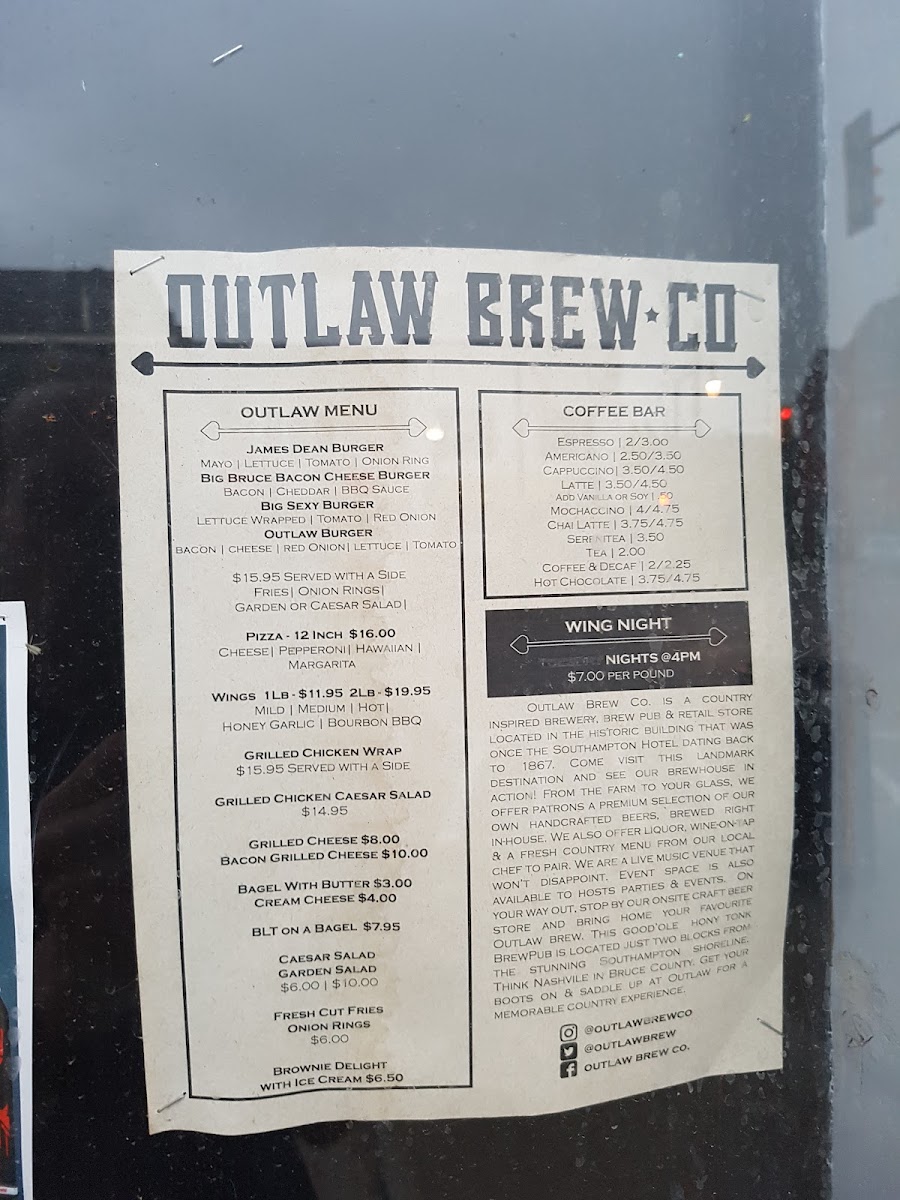 OUTLAW BREW ★ CO
OUTLAW MENU
JAMES DEAN BURGER
MAYO | LETTUCE | TOMATO | ONION RING
BIG BRUCE BACON CHEESE BURGER
BACON | CHEDDAR | BBQ SAUCE
BIG SEXY BURGER
LETTUCE WRAPPED | TOMATO | RED ONION
OUTLAW BURGER
BACON | CHEESE | RED ONION| LETTUCE | TOMATO
$15.95 SERVED WITH A SIDE
FRIES| ONION RINGS|
GARDEN OR CAESAR SALAD|
PIZZA - 12 INCH $16.00
CHEESE| PEPPERONI| HAWAIIAN |
MARGARITA
WINGS 1LB - $11.95 2LB - $19.95
MILD | MEDIUM | HOT|
HONEY GARLIC | BOURBON BBQ
GRILLED CHICKEN WRAP
$15.95 SERVED WITH A SIDE
GRILLED CHICKEN CAESAR SALAD
$14.95
GRILLED CHEESE $8.00
BACON GRILLED CHEESE $10.00
BAGEL WITH BUTTER $3.00
CREAM CHEESE $4.00
BLT ON A BAGEL $7.95
CAESAR SALAD
GARDEN SALAD
$6.00 | $10.00
FRESH CUT FRIES
ONION RINGS
$6.00
BROWNIE DELIGHT
WITH ICE CREAM $6.50
COFFEE BAR
ESPRESSO | 2/3.00
AMERICANO | 2.50/3.50
CAPPUCCINO| 3.50/4.50
LATTE | 3.50/4.50
ADD VANILLA OR SOY | .50
MOCHACCINO | 4/4.75
CHAI LATTE | 3.75/4.75
SERENITEA | 3.50
TEA | 2.00
COFFEE & DECAF | 2/2.25
HOT CHOCOLATE | 3.75/4.75
WING NIGHT
NIGHTS @4PM
$7.00 PER POUND
OUTLAW BREW CO. IS A COUNTRY
INSPIRED BREWERY, BREW PUB & RETAIL STORE
LOCATED IN THE HISTORIC BUILDING THAT WAS
ONCE THE SOUTHAMPTON HOTEL DATING BACK
TO 1867. COME VISIT THIS LANDMARK
DESTINATION AND SEE OUR BREWHOUSE IN
ACTION! FROM THE FARM TO YOUR GLASS, WE
OFFER PATRONS A PREMIUM SELECTION OF OUR
OWN HANDCRAFTED BEERS, BREWED RIGHT
IN-HOUSE. WE ALSO OFFER LIQUOR, WINE-ON-TAP
& A FRESH COUNTRY MENU FROM OUR LOCAL
CHEF TO PAIR. WE ARE A LIVE MUSIC VENUE THAT
WON'T DISAPPOINT. EVENT SPACE IS ALSO
AVAILABLE TO HOSTS PARTIES & EVENTS. ON
YOUR WAY OUT, STOP BY OUR ONSITE CRAFT BEER
STORE AND BRING HOME YOUR FAVOURITE
OUTLAW BREW. THIS GOOD'OLE HONY TONK
BREWPUB IS LOCATED JUST TWO BLOCKS FROM
THE STUNNING SOUTHAMPTON SHORELINE.
THINK NASHVILE IN BRUCE COUNTY. GET YOUR
BOOTS ON & SADDLE UP AT OUTLAW FOR A
MEMORABLE COUNTRY EXPERIENCE.
@OUTLAWBREWCO
@OUTLAWBREW
OUTLAW BREW CO.